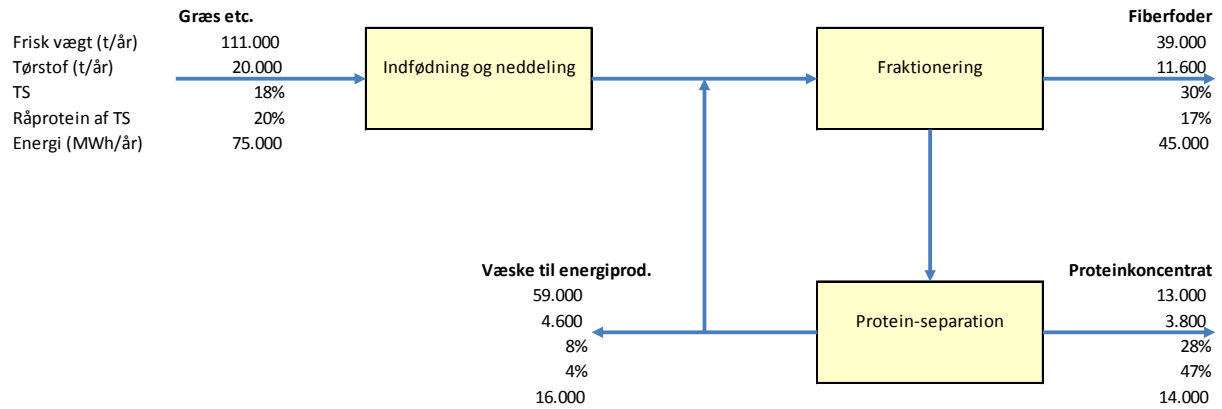 Græs etc.
Fiberfoder
Frisk vægt (t/år) 111.000 39.000
Tørstof (t/år) 20.000 Indfødning og neddeling Fraktionering 11.600
TS 18% 30%
Råprotein af TS 20% 17%
Energi (MWh/år) 75.000 45.000
Væske til energiprod. Proteinkoncentrat
59.000 13.000
4.600 Protein-separation 3.800
8% 28%
4% 47%
16.000 14.000